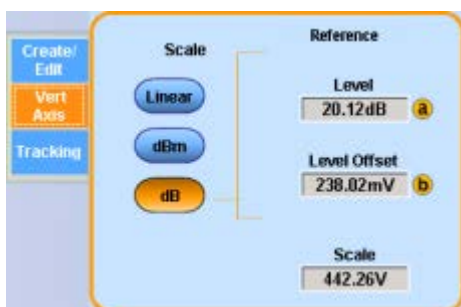 Create/
Edit
Vert
Axis
Tracking
Scale
Linear
dBm
dB
Reference
Level
20.12dB
a
Level Offset
238.02mV
b
Scale
442.26V